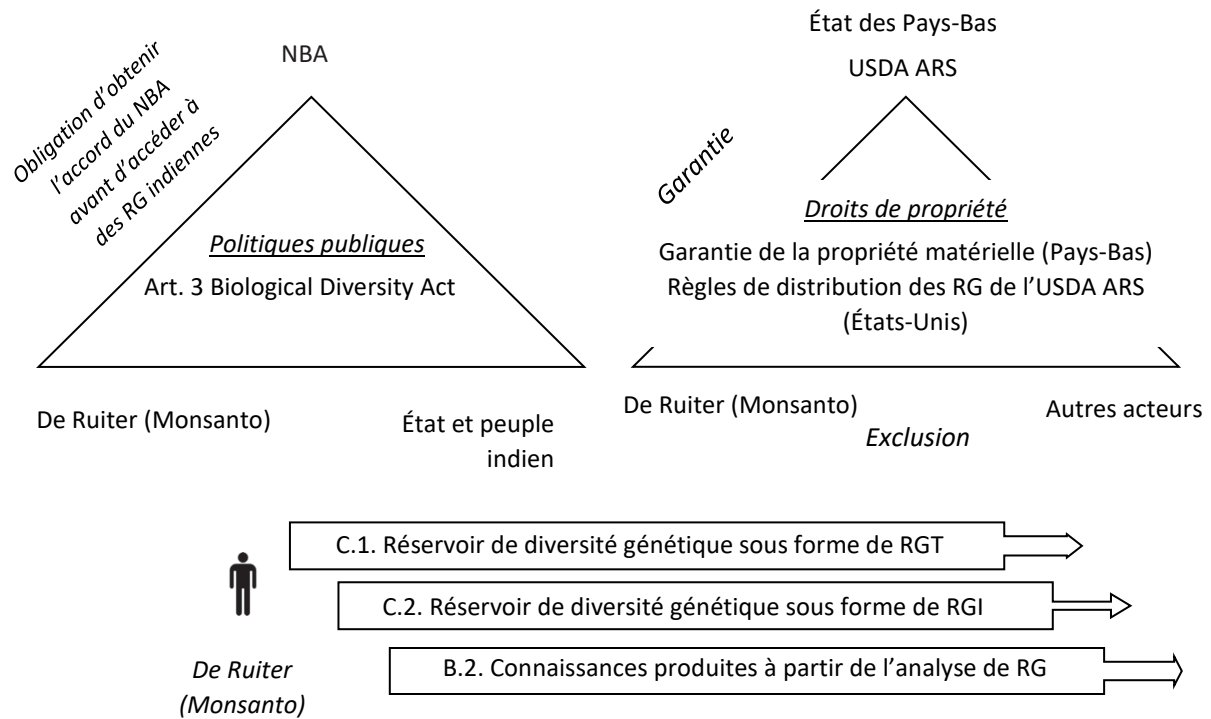 NBA
Obligation d’obtenir
l’accord du NBA
avant d’accéder à
des RG indiennes
Politiques publiques
Art. 3 Biological Diversity Act
De Ruiter (Monsanto)
État et peuple
indien
État des Pays-Bas
USDA ARS
Garantie
Droits de propriété
Garantie de la propriété matérielle (Pays-Bas)
Règles de distribution des RG de l’USDA ARS
(États-Unis)
De Ruiter (Monsanto)
Autres acteurs
Exclusion
C.1. Réservoir de diversité génétique sous forme de RGT
C.2. Réservoir de diversité génétique sous forme de RGI
B.2. Connaissances produites à partir de l’analyse de RG
De Ruiter
(Monsanto)